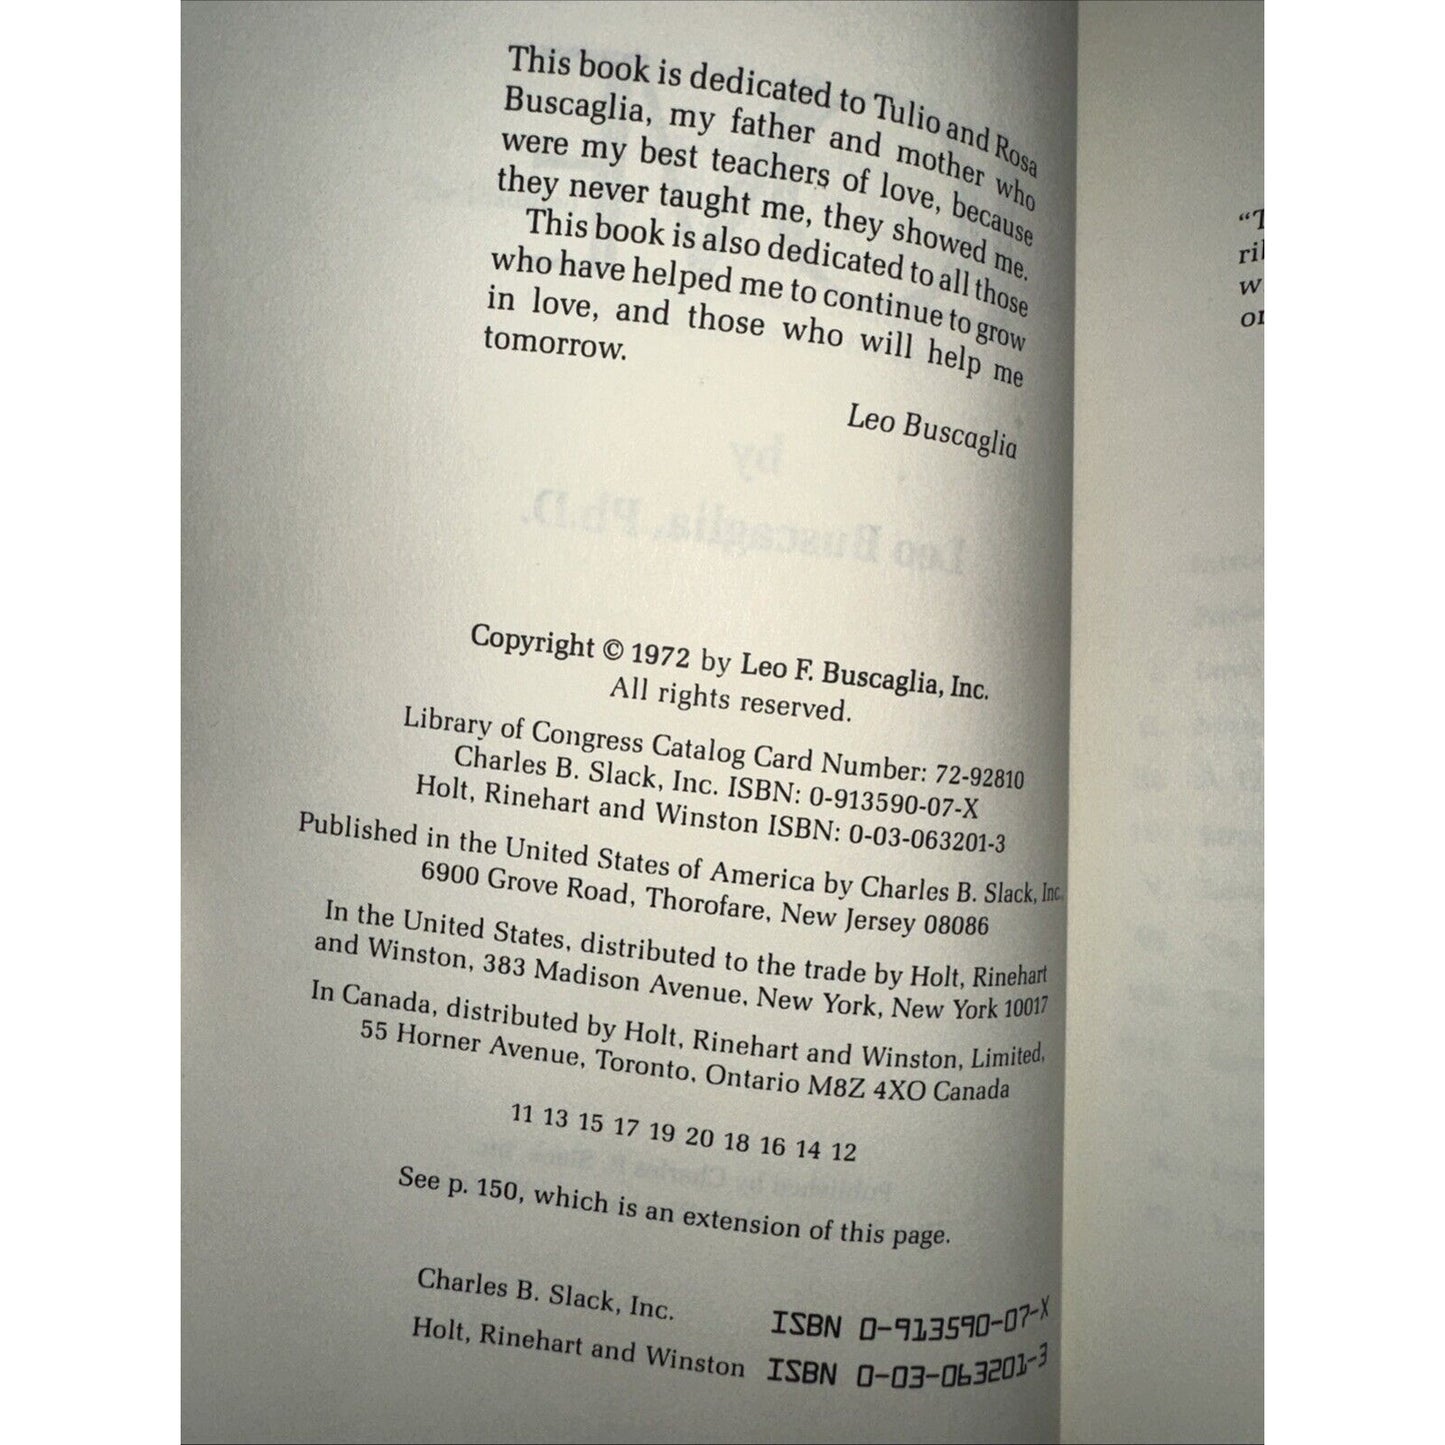 This book is dedicated to Tulio and Rosa
Buscaglia, my father and mother who
were my best teachers of love, because
they never taught me, they showed me.
This book is also dedicated to all those
who have helped me to continue to grow
in love, and those who will help me
tomorrow.
Leo Buscaglia
by
Leo Buscaglia, Ph.D.
Copyright © 1972 by Leo F. Buscaglia, Inc.
All rights reserved.
Library of Congress Catalog Card Number: 72-92810
Charles B. Slack, Inc. ISBN: 0-913590-07-X
Holt, Rinehart and Winston ISBN: 0-03-063201-3
Published in the United States of America by Charles B. Slack, Inc.
6900 Grove Road, Thorofare, New Jersey 08086
In the United States, distributed to the trade by Holt, Rinehart
and Winston, 383 Madison Avenue, New York, New York 10017
In Canada, distributed by Holt, Rinehart and Winston, Limited,
55 Horner Avenue, Toronto, Ontario M8Z 4XO Canada
11 13 15 17 19 20 18 16 14 12
See p. 150, which is an extension of this page.
Charles B. Slack, Inc. ISBN 0-913590-07-X
Holt, Rinehart and Winston ISBN 0-03-063201-3